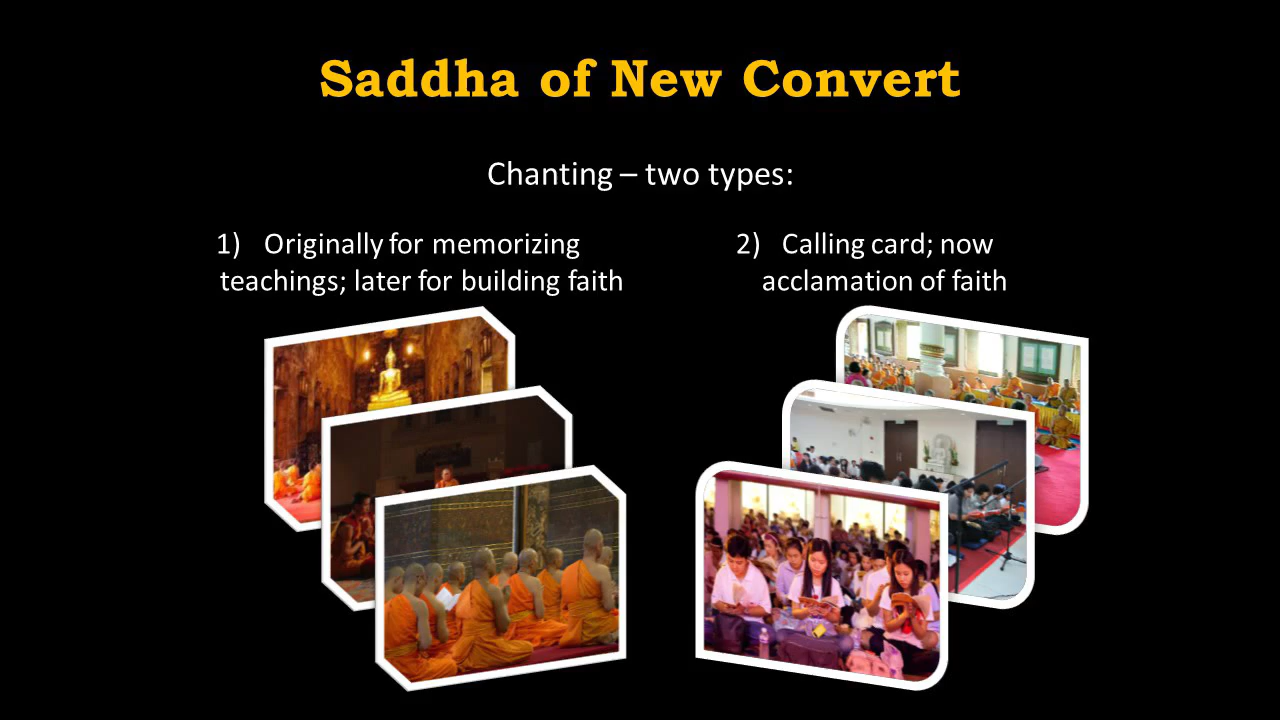 Saddha of New Convert
Chanting – two types:
1) Originally for memorizing
teachings; later for building faith
2) Calling card; now
acclamation of faith